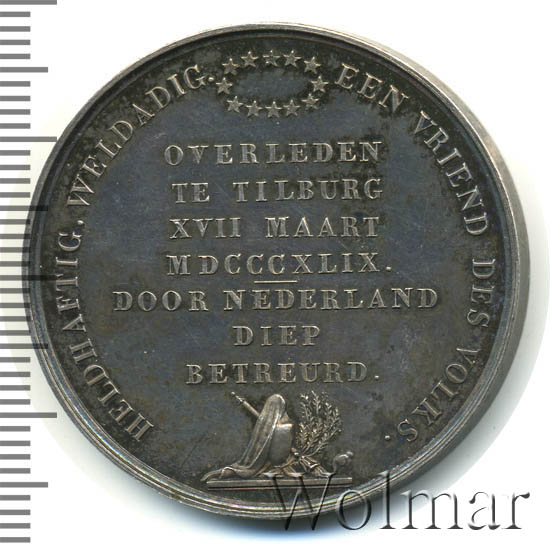 HELDHAFTIG. WELDADIG. EEN VRIEND DES VOLKS.
OVERLEDEN
TE TILBURG
XVII MAART
MDCCCXLIX.
DOOR NEDERLAND
DIEP
BETREURD.
Wolmar